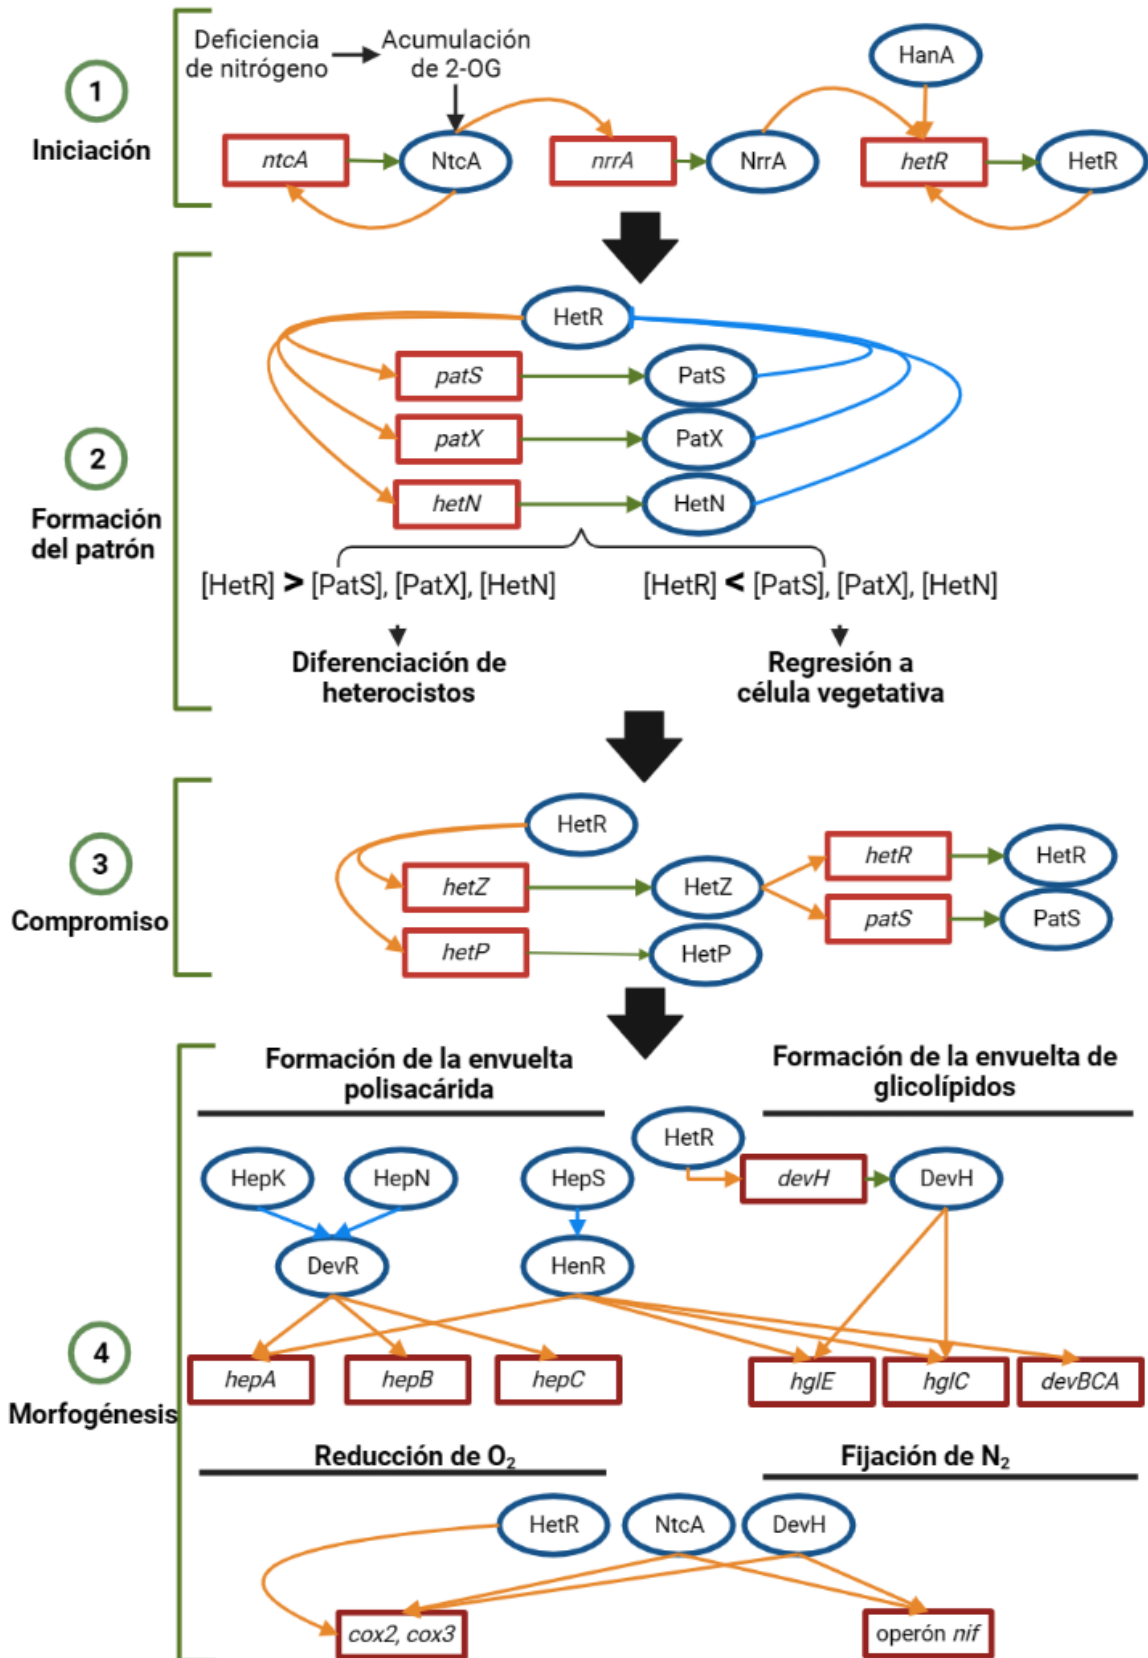 1
Iniciación
Deficiencia
de nitrógeno
Acumulación
de 2-OG
HanA
ntcA
NtcA
nrrA
NrrA
hetR
HetR
2
Formación
del patrón
HetR
patS
PatS
patX
PatX
hetN
HetN
[HetR] > [PatS], [PatX], [HetN]
[HetR] < [PatS], [PatX], [HetN]
Diferenciación de
heterocistos
Regresión a
célula vegetativa
3
Compromiso
HetR
hetZ
HetZ
hetR
HetR
patS
PatS
hetP
HetP
4
Morfogénesis
Formación de la envuelta
polisacárida
Formación de la envuelta de
glicolípidos
HepK
HepN
HepS
HetR
devH
DevH
DevR
HenR
hepA
hepB
hepC
hglE
hglC
devBCA
Reducción de O₂
Fijación de N₂
HetR
NtcA
DevH
cox2, cox3
operón nif